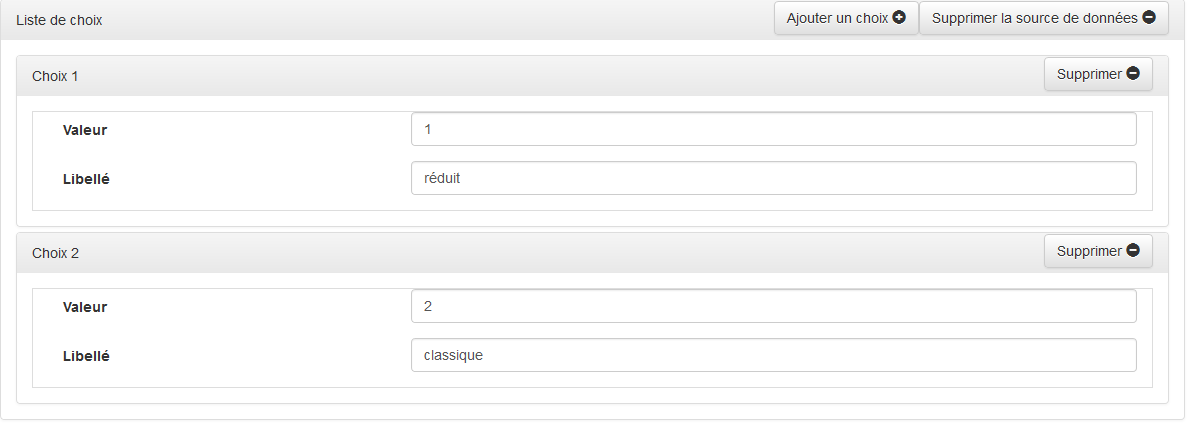 Liste de choix Ajouter un choix Supprimer la source de données
Choix 1 Supprimer
Valeur 1
Libellé réduit
Choix 2 Supprimer
Valeur 2
Libellé classique